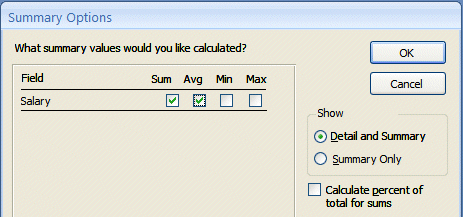 Summary Options
What summary values would you like calculated?
OK
Cancel
Field Sum Avg Min Max
Salary
Show
Detail and Summary
Summary Only
Calculate percent of
total for sums